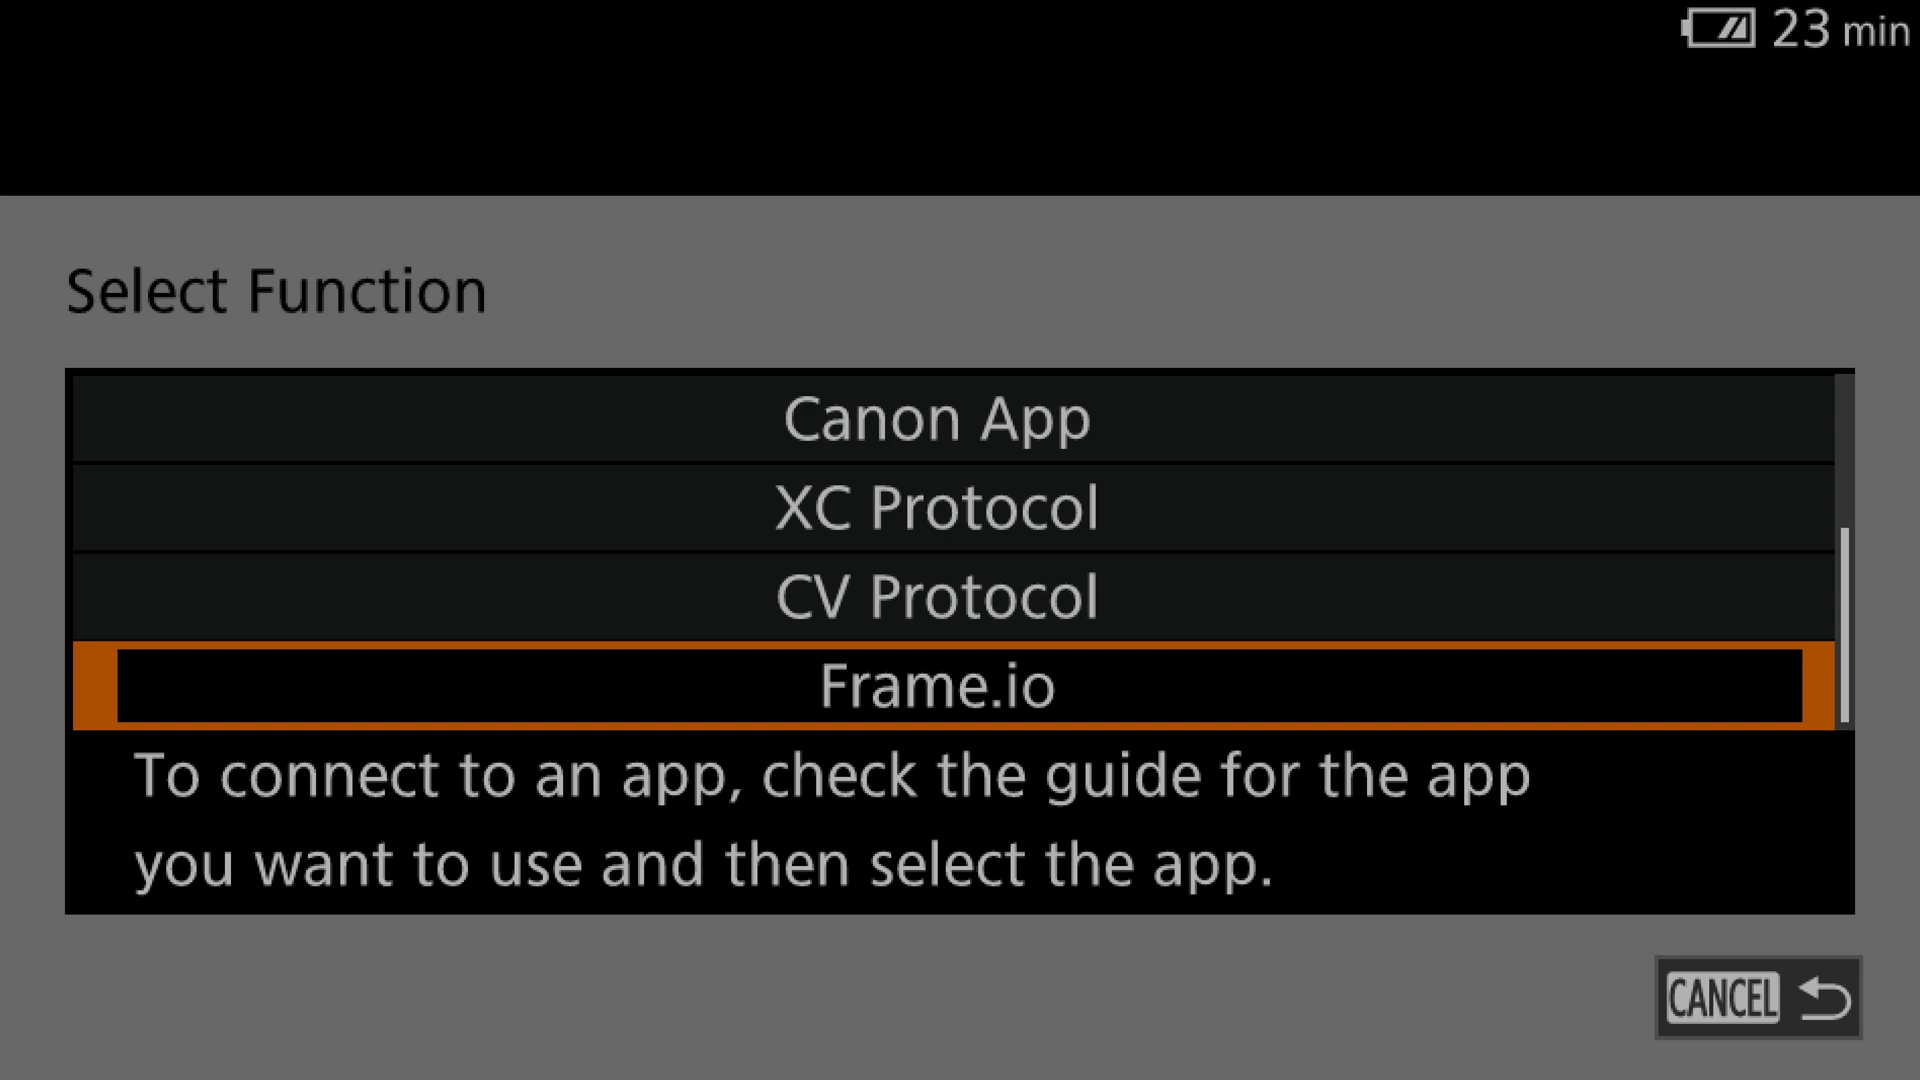 23 min
Select Function
Canon App
XC Protocol
CV Protocol
Frame.io
To connect to an app, check the guide for the app
you want to use and then select the app.
CANCEL